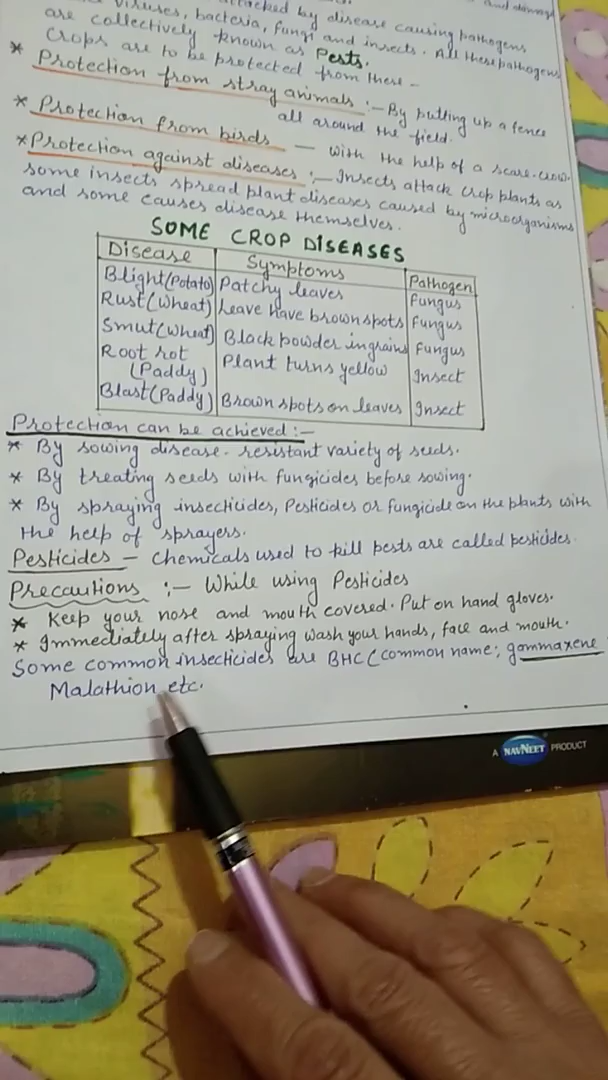 and damage
attacked by disease causing pathogens
viruses, bacteria, fungi and insects. All these pathogens
are collectively known as Pests.
Crops are to be protected from these -
* Protection from stray animals :- By putting up a fence
all around the field.
* Protection from birds - With the help of a scare-crow.
* Protection against diseases :- Insects attack crop plants as
some insects spread plant diseases caused by microorganisms
and some causes disease themselves.
SOME CROP DISEASES
Disease Symptoms Pathogen
Blight(Potato) Patchy leaves Fungus
Rust(Wheat) Leave have brown spots Fungus
Smut(Wheat) Black powder in grains Fungus
Root rot Plant turns yellow Insect
(Paddy)
Blast(Paddy) Brown spots on leaves Insect
Protection can be achieved :-
* By sowing disease-resistant variety of seeds.
* By treating seeds with fungicides before sowing.
* By spraying insecticides, Pesticides or fungicide on the plants with
the help of sprayers.
Pesticides - Chemicals used to kill pests are called pesticides.
Precautions :- While using Pesticides
* Keep your nose and mouth covered. Put on hand gloves.
* Immediately after spraying wash your hands, face and mouth.
Some common insecticides are BHC (common name; gammaxene
Malathion etc.
A NAVNEET PRODUCT